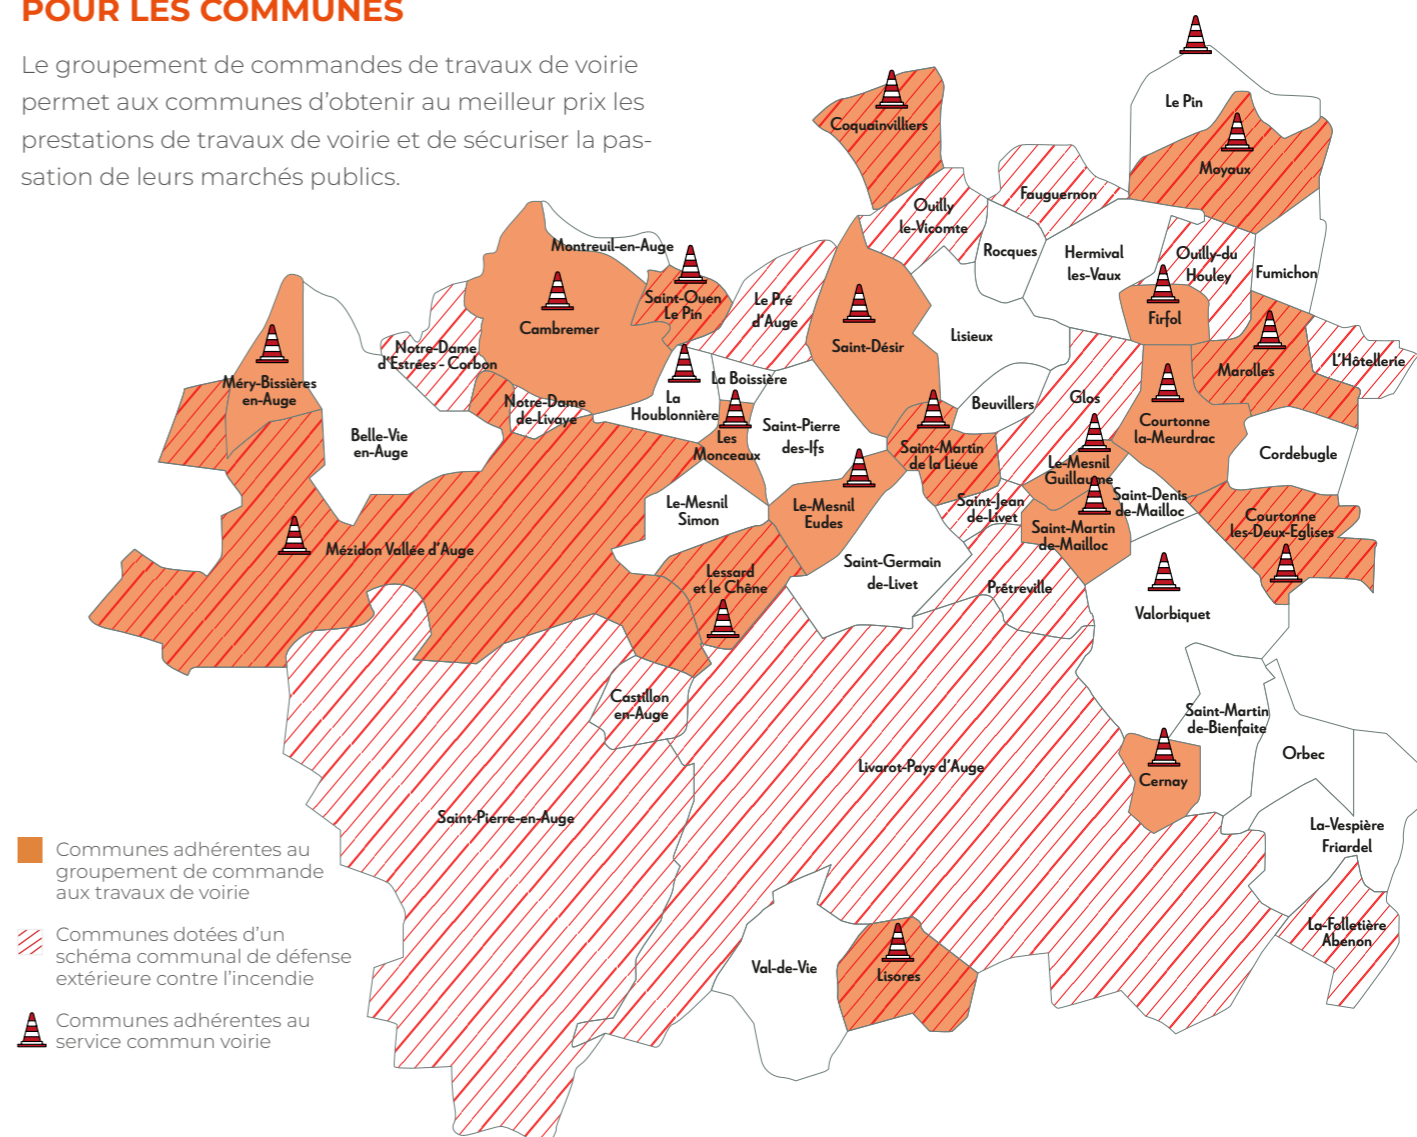 POUR LES COMMUNES
Le groupement de commandes de travaux de voirie
permet aux communes d'obtenir au meilleur prix les
prestations de travaux de voirie et de sécuriser la pas-
sation de leurs marchés publics.
Le Pin
Coquainvilliers
Moyaux
Fauguernon
Ouilly
le-Vicomte
Montreuil-en-Auge
Rocques
Hermival
les-Vaux
Ouilly-du
Houley
Fumichon
Saint-Ouen
Le Pin
Le Pré
d'Auge
Cambremer
Firfol
Lisieux
Saint-Désir
Notre-Dame
d'Estrées - Corbon
L'Hôtellerie
Marolles
Méry-Bissières
en-Auge
La Boissière
La
Houblonnière
Notre-Dame
de-Livaye
Beuvillers
Glos
Courtonne
la-Meurdrac
Belle-Vie
en-Auge
Saint-Pierre
des-Ifs
Les
Monceaux
Saint-Martin
de la Lieue
Cordebugle
Le-Mesnil
Guillaume
Le-Mesnil
Simon
Le-Mesnil
Eudes
Saint-Jean
de-Livet
Saint-Denis
de-Mailloc
Saint-Martin
de-Mailloc
Courtonne
les-Deux-Eglises
Mézidon Vallée d'Auge
Lessard
et le Chêne
Saint-Germain
de-Livet
Prêtreville
Valorbiquet
Castillon
en-Auge
Saint-Martin
de-Bienfaite
Orbec
Livarot-Pays d'Auge
Cernay
Saint-Pierre-en-Auge
La-Vespière
Friardel
La-Folletière
Abenon
Val-de-Vie
Lisores
Communes adhérentes au
groupement de commande
aux travaux de voirie
Communes dotées d'un
schéma communal de défense
extérieure contre l'incendie
Communes adhérentes au
service commun voirie